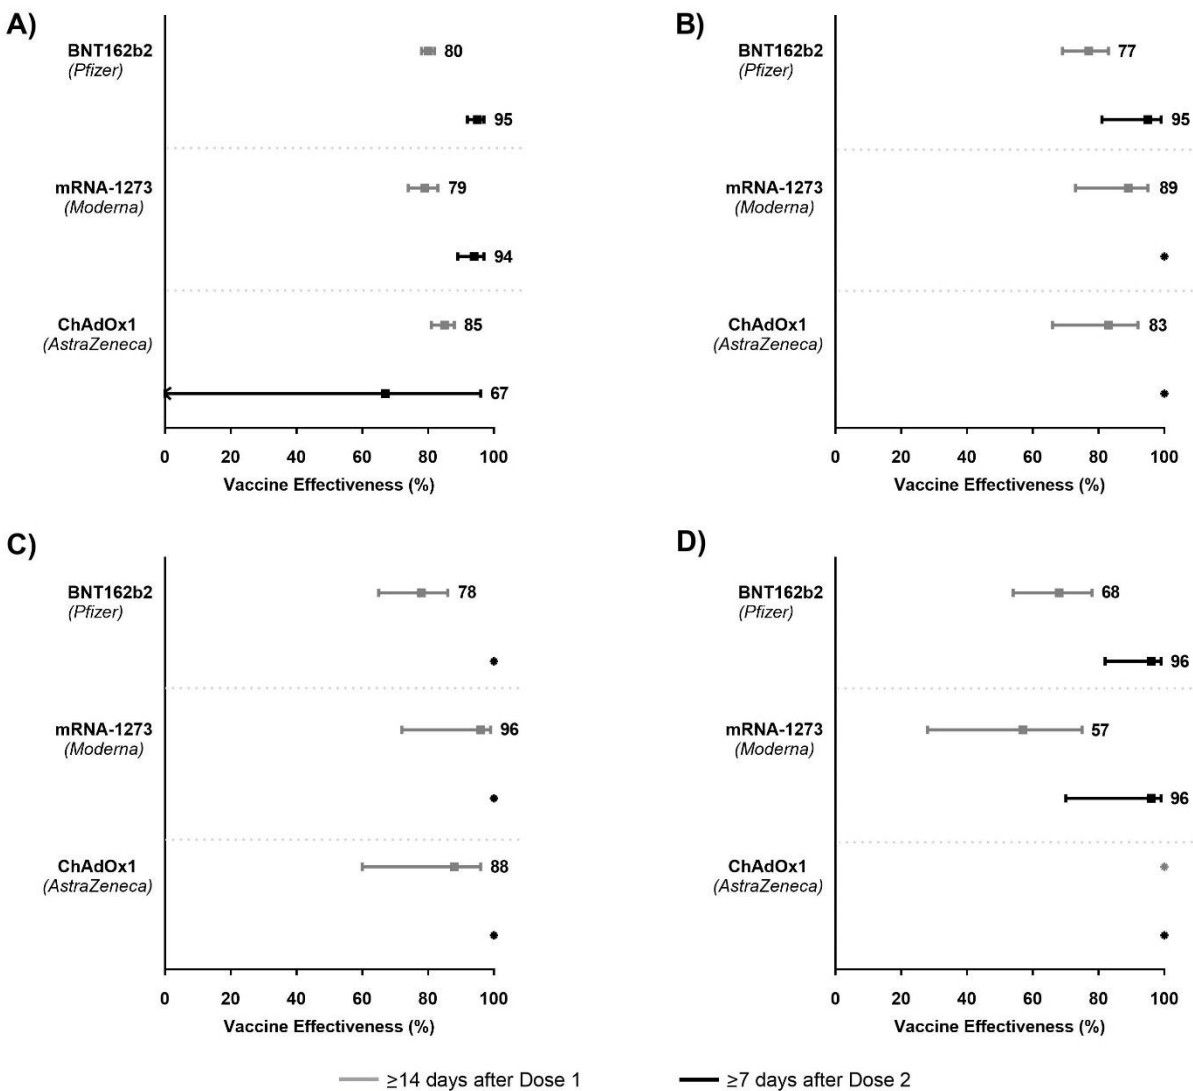 A)
BNT162b2
(Pfizer)
80
95
mRNA-1273
(Moderna)
79
94
ChAdOx1
(AstraZeneca)
85
67
0 20 40 60 80 100
Vaccine Effectiveness (%)
B)
BNT162b2
(Pfizer)
77
95
mRNA-1273
(Moderna)
89
ChAdOx1
(AstraZeneca)
83
0 20 40 60 80 100
Vaccine Effectiveness (%)
C)
BNT162b2
(Pfizer)
78
mRNA-1273
(Moderna)
96
ChAdOx1
(AstraZeneca)
88
0 20 40 60 80 100
Vaccine Effectiveness (%)
D)
BNT162b2
(Pfizer)
68
96
mRNA-1273
(Moderna)
57
96
ChAdOx1
(AstraZeneca)
0 20 40 60 80 100
Vaccine Effectiveness (%)
≥14 days after Dose 1
≥7 days after Dose 2